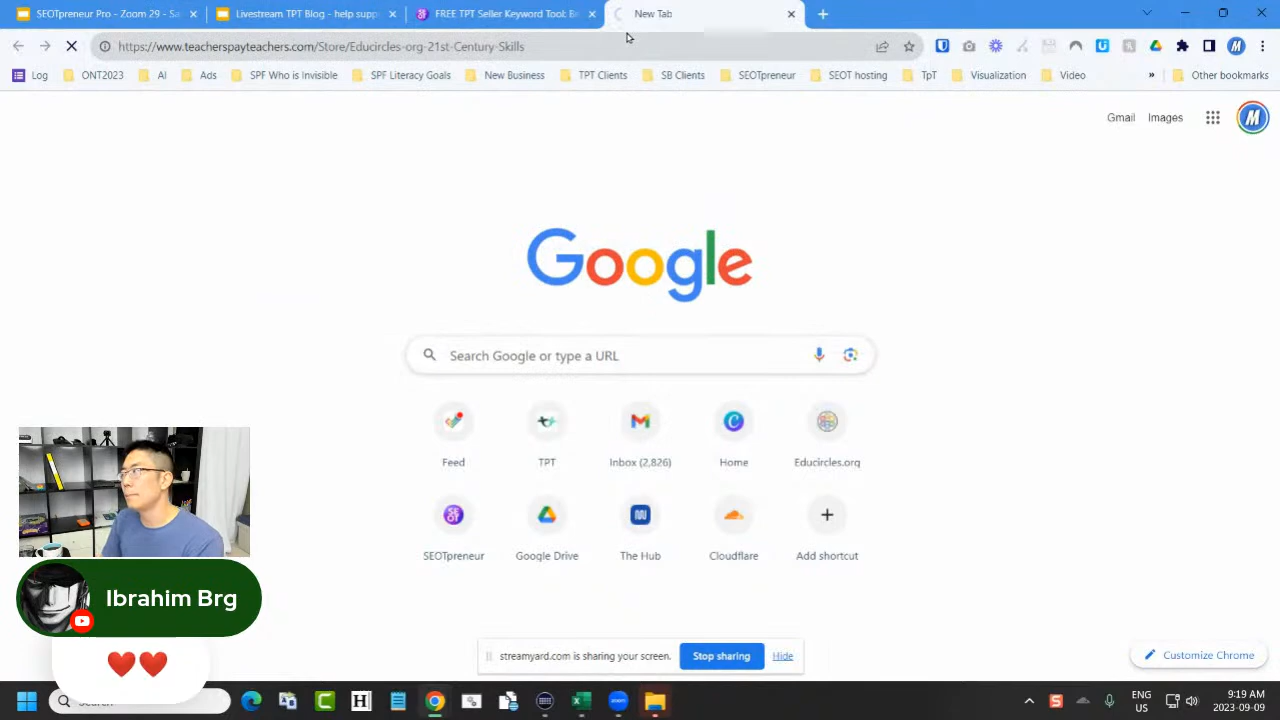 SEOTpreneur - Zoom 29 - Sa
Livestream TPT Blog - help supp
FREE TPT Seller Keyword Tool: Be
New Tab
https://www.teacherspayteachers.com/Store/Educircles-org-21st-Century-Skills
Log
ONT2023
AI
Ads
SPF Who is Invisible
SPF Literacy Goals
New Business
TPT Clients
SB Clients
SEOTpreneur
SEOT hosting
TpT
Visualization
Video
»
Other bookmarks
Gmail
Images
M
Google
Search Google or type a URL
Feed
TPT
Inbox (2,826)
Home
Educircles.org
SEOTpreneur
Google Drive
The Hub
Cloudflare
Add shortcut
Ibrahim Brg
streamyard.com is sharing your screen.
Stop sharing
Hide
Customize Chrome
Search
ENG
US
9:19 AM
2023-09-09